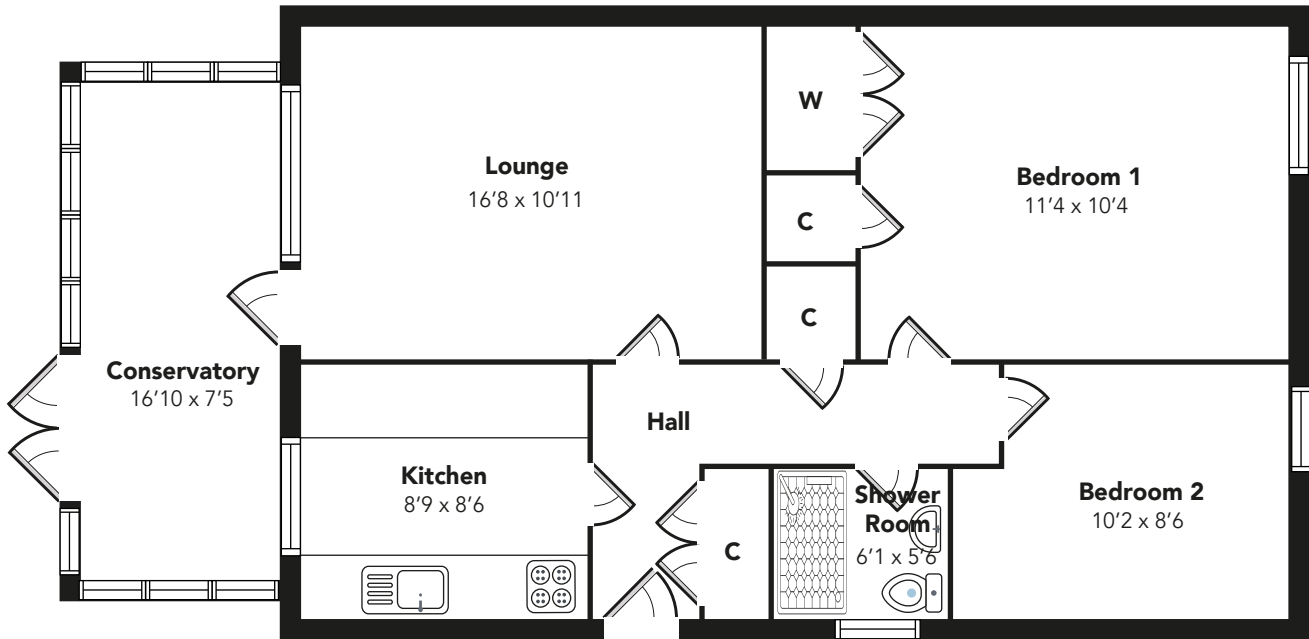 Lounge
16'8 x 10'11
W
C
C
Bedroom 1
11'4 x 10'4
Conservatory
16'10 x 7'5
Hall
Kitchen
8'9 x 8'6
C
Shower
Room
6'1 x 5'6
Bedroom 2
10'2 x 8'6